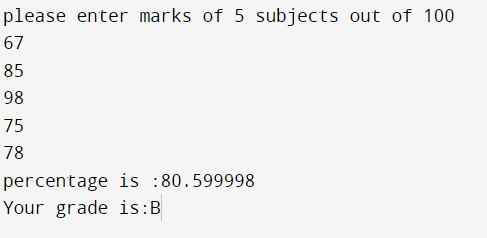 please enter marks of 5 subjects out of 100
67
85
98
75
78
percentage is :80.599998
Your grade is:B